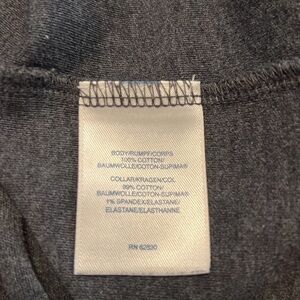 BODY/RUMPF/CORPS
100% COTTON/
BAUMWOLLE/COTON-SUPIMA®
COLLAR/KRAGEN/COL
99% COTTON/
BAUMWOLLE/COTON-SUPIMA®
1% SPANDEX/ELASTANE/
ELASTANE/ELASTHANNE
RN 62830